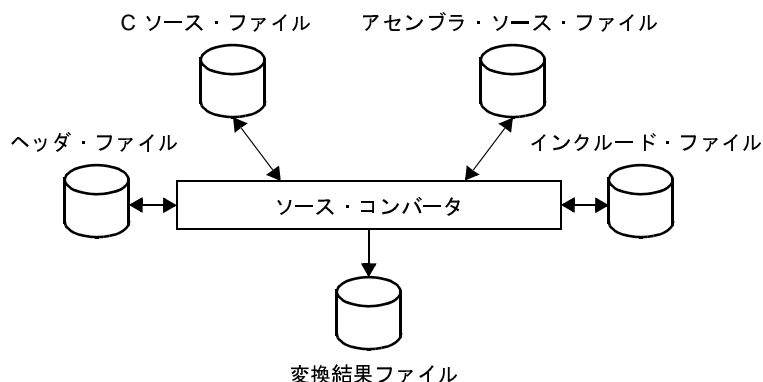 C ソース・ファイル
アセンブラ・ソース・ファイル
ヘッダ・ファイル
インクルード・ファイル
ソース・コンバータ
変換結果ファイル